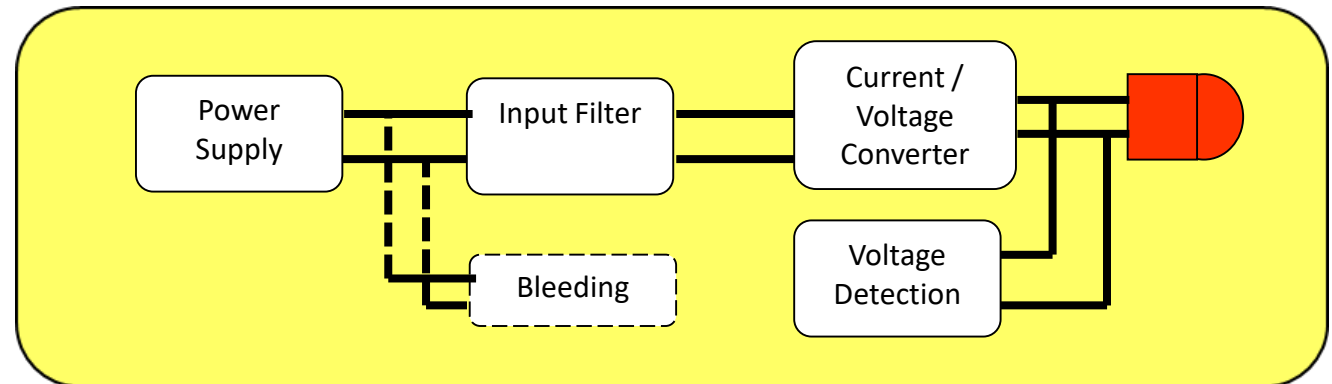 Power
Supply
Input Filter
Current /
Voltage
Converter
Bleeding
Voltage
Detection